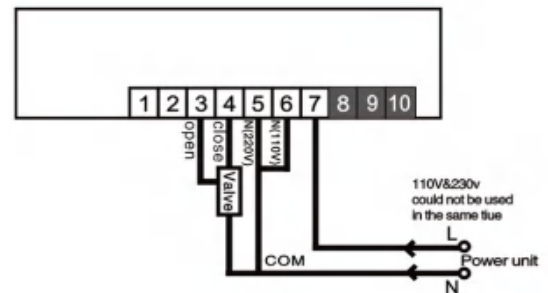 1 2 3 4 5 6 7 8 9 10
open
close
N(220V)
N(110V)
Valve
110V&230v
could not be used
in the same tiue
L
COM
Power unit
N